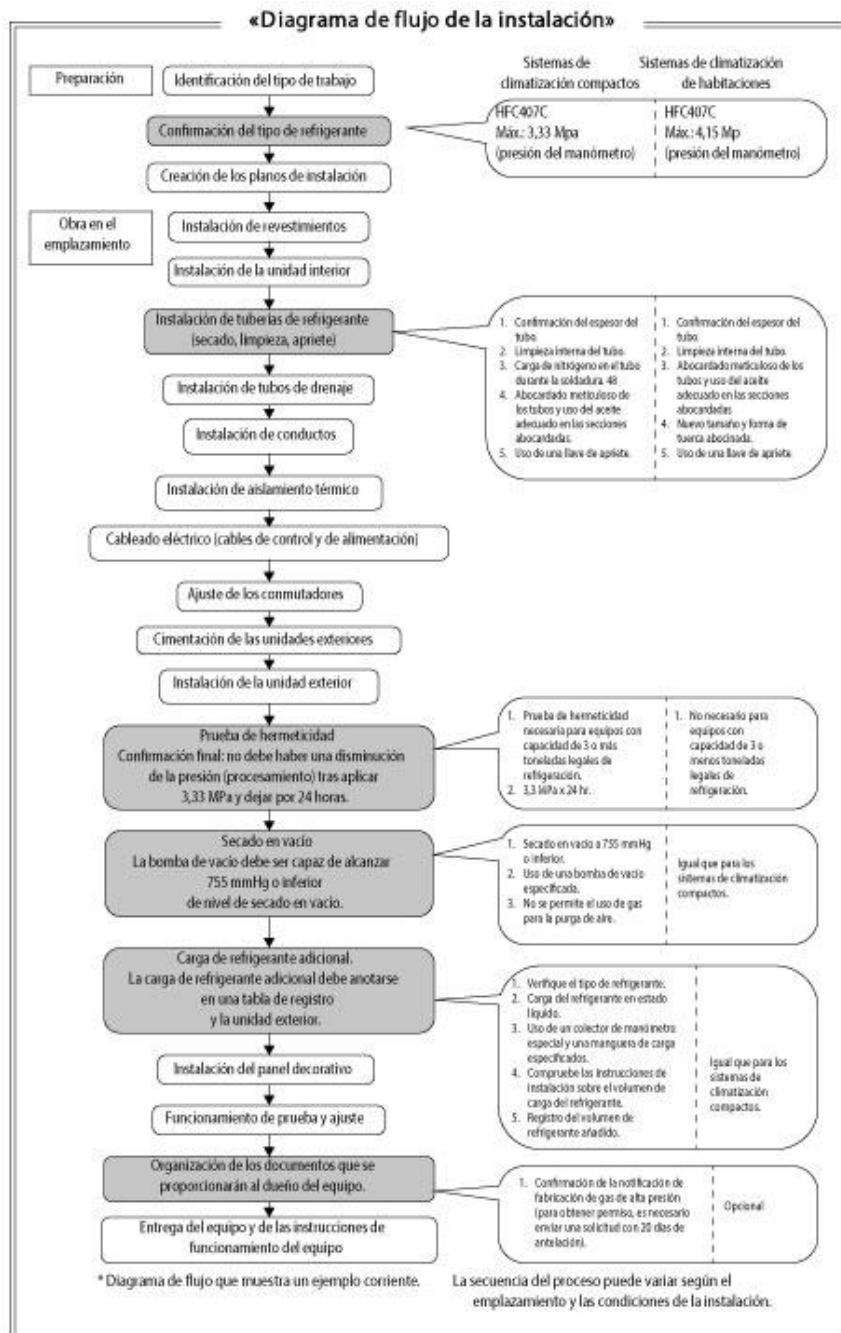 «Diagrama de flujo de la instalación»
Preparación
Identificación del tipo de trabajo
Sistemas de
climatización compactos
Sistemas de climatización
de habitaciones
Confirmación del tipo de refrigerante
HFC407C
Máx.: 3,33 Mpa
(presión del manómetro)
HFC407C
Máx.: 4,15 Mp
(presión del manómetro)
Creación de los planos de instalación
Obra en el
emplazamiento
Instalación de revestimientos
Instalación de la unidad interior
Instalación de tuberías de refrigerante
(secado, limpieza, apriete)
1. Confirmación del espesor del
tubo.
2. Limpieza interna del tubo.
3. Carga de nitrógeno en el tubo
durante la soldadura. 48
4. Abocardado meticuloso de
los tubos y uso del aceite
adecuado en las secciones
abocardadas.
5. Uso de una llave de apriete.
1. Confirmación del espesor del
tubo.
2. Limpieza interna del tubo.
3. Abocardado meticuloso de los
tubos y uso del aceite
adecuado en las secciones
abocardadas
4. Nuevo tamaño y forma de
tuerca abocinada.
5. Uso de una llave de apriete
Instalación de tubos de drenaje
Instalación de conductos
Instalación de aislamiento térmico
Cableado eléctrico (cables de control y de alimentación)
Ajuste de los conmutadores
Cimentación de las unidades exteriores
Instalación de la unidad exterior
Prueba de hermeticidad
Confirmación final: no debe haber una disminución
de la presión (procesamiento) tras aplicar
3,33 MPa y dejar por 24 horas.
1. Prueba de hermeticidad
necesaria para equipos con
capacidad de 3 o más
toneladas legales de
refrigeración.
2. 3,3 MPa x 24 hr.
1. No necesario para
equipos con
capacidad de 3 o
menos toneladas
legales de
refrigeración.
Secado en vacío
La bomba de vacío debe ser capaz de alcanzar
755 mmHg o inferior
de nivel de secado en vacío.
1. Secado en vacío a 755 mmHg
o inferior.
2. Uso de una bomba de vacío
especificada.
3. No se permite el uso de gas
para la purga de aire.
Igual que para los
sistemas de climatización
compactos.
Carga de refrigerante adicional.
La carga de refrigerante adicional debe anotarse
en una tabla de registro
y la unidad exterior.
1. Verifique el tipo de refrigerante.
2. Carga del refrigerante en estado
líquido.
3. Uso de un colector de manómetro
especial y una manguera de carga
especificados.
4. Compruebe las instrucciones de
instalación sobre el volumen de
carga del refrigerante.
5. Registro del volumen de
refrigerante añadido.
Igual que para los
sistemas de
climatización
compactos.
Instalación del panel decorativo
Funcionamiento de prueba y ajuste
Organización de los documentos que se
proporcionarán al dueño del equipo.
1. Confirmación de la notificación de
fabricación de gas de alta presión
(para obtener permiso, es necesario
enviar una solicitud con 20 días de
antelación).
Opcional
Entrega del equipo y de las instrucciones de
funcionamiento del equipo
* Diagrama de flujo que muestra un ejemplo corriente.
La secuencia del proceso puede variar según el
emplazamiento y las condiciones de la instalación.